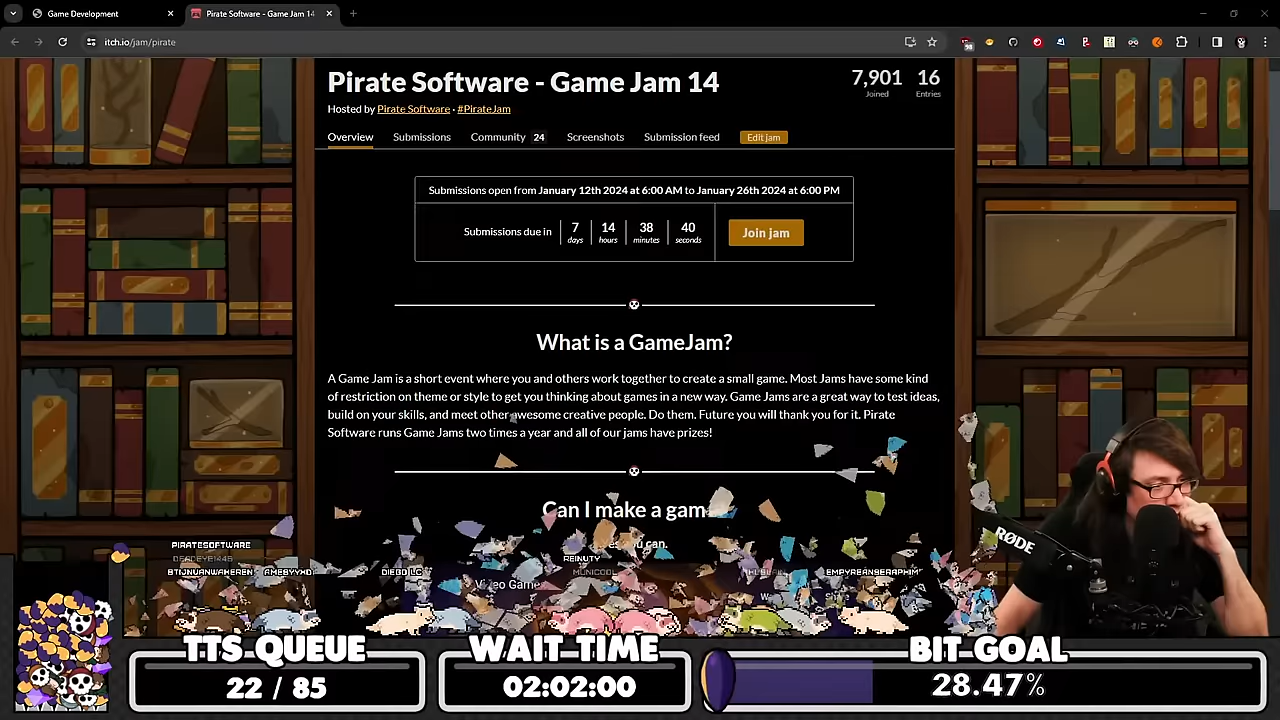 Game Development
Pirate Software - Game Jam 14
itch.io/jam/pirate
Pirate Software - Game Jam 14
7,901
16
Joined
Entries
Hosted by Pirate Software · #PirateJam
Overview
Submissions
Community 24
Screenshots
Submission feed
Edit jam
Submissions open from January 12th 2024 at 6:00 AM to January 26th 2024 at 6:00 PM
Submissions due in
7
14
38
40
days
hours
minutes
seconds
Join jam
What is a GameJam?
A Game Jam is a short event where you and others work together to create a small game. Most Jams have some kind
of restriction on theme or style to get you thinking about games in a new way. Game Jams are a great way to test ideas,
build on your skills, and meet other awesome creative people. Do them. Future you will thank you for it. Pirate
Software runs Game Jams two times a year and all of our jams have prizes!
Can I make a gam
can.
Video Game
PIRATESOFTWARE
REINUTY
MUNICOOL
EMPYREANSERAPHIM
RØDE
TTS QUEUE
22 / 85
WAIT TIME
02:02:00
BIT GOAL
28.47%